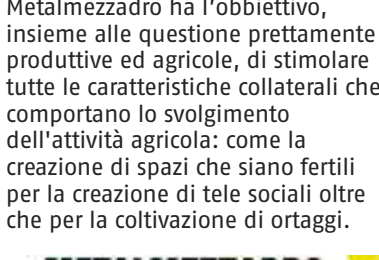 Metalmezzadro ha l'obbiettivo,
insieme alle questione prettamente
produttive ed agricole, di stimolare
tutte le caratteristiche collaterali che
comportano lo svolgimento
dell'attività agricola: come la
creazione di spazi che siano fertili
per la creazione di tele sociali oltre
che per la coltivazione di ortaggi.